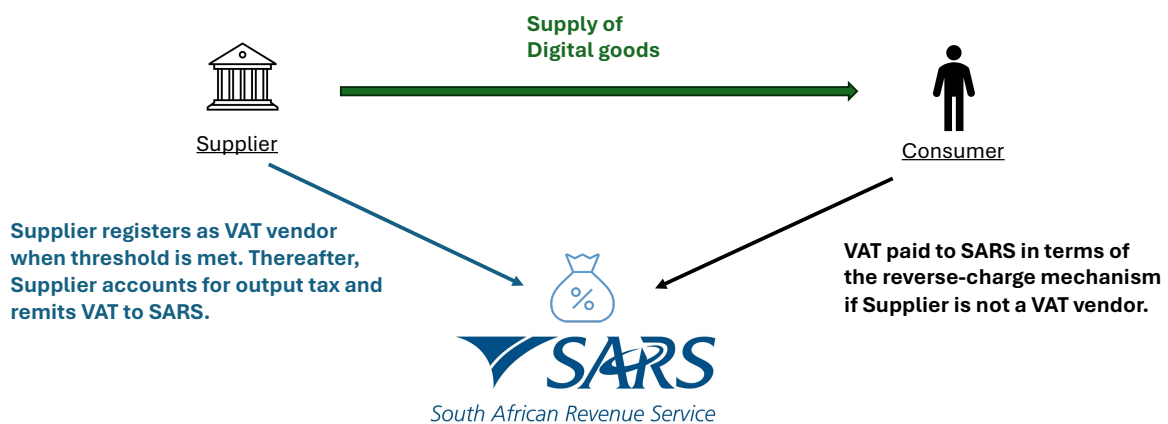 Supply of
Digital goods
Supplier
Consumer
Supplier registers as VAT vendor
when threshold is met. Thereafter,
Supplier accounts for output tax and
remits VAT to SARS.
VAT paid to SARS in terms of
the reverse-charge mechanism
if Supplier is not a VAT vendor.
%
SARS
South African Revenue Service